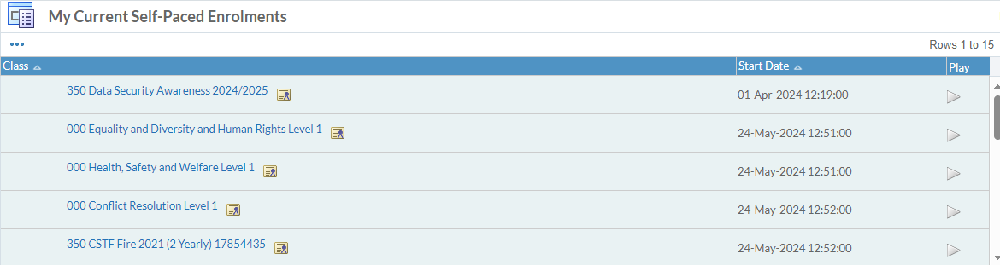 My Current Self-Paced Enrolments
Rows 1 to 15
Class Start Date Play
350 Data Security Awareness 2024/2025 01-Apr-2024 12:19:00
000 Equality and Diversity and Human Rights Level 1 24-May-2024 12:51:00
000 Health, Safety and Welfare Level 1 24-May-2024 12:51:00
000 Conflict Resolution Level 1 24-May-2024 12:52:00
350 CSTF Fire 2021 (2 Yearly) 17854435 24-May-2024 12:52:00